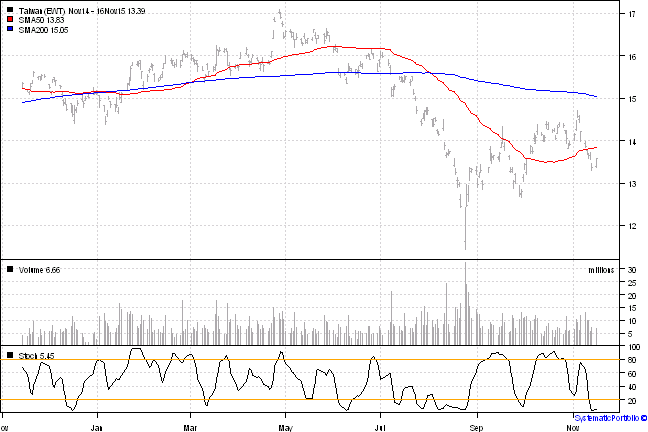 Taiwan (EWT) Nov14 - 16Nov15 13.39
SMA50 13.83
SMA200 15.05
17
16
15
14
13
12
Volume 6.66
millions
30
25
20
15
10
5
Stoch 5.45
100
80
60
40
20
ov
Jan
Mar
May
Jul
Sep
Nov
SystematicPortfolio ©